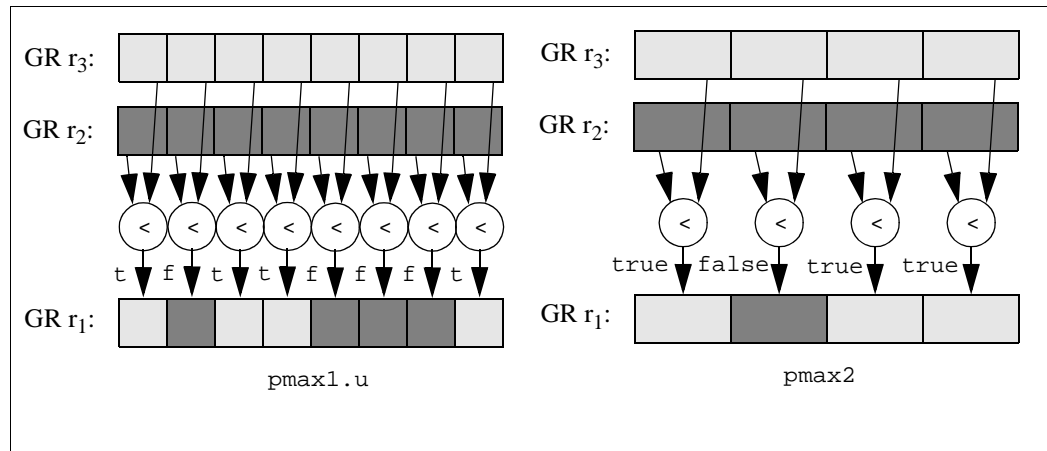 GR r3:
GR r2:
< < < < < < < <
t f t t f f f t
GR r1:
pmax1.u
GR r3:
GR r2:
< < < <
true false true true
GR r1:
pmax2